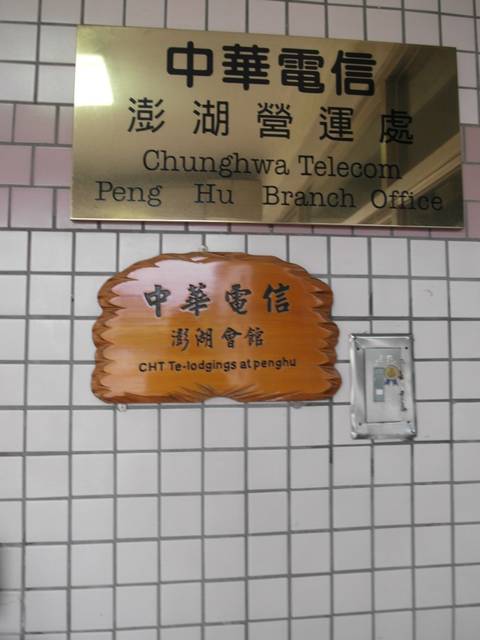 中華電信
澎湖營運處
Chunghwa Telecom
Peng Hu Branch Office
中華電信
澎湖會館
CHT Te-lodgings at penghu